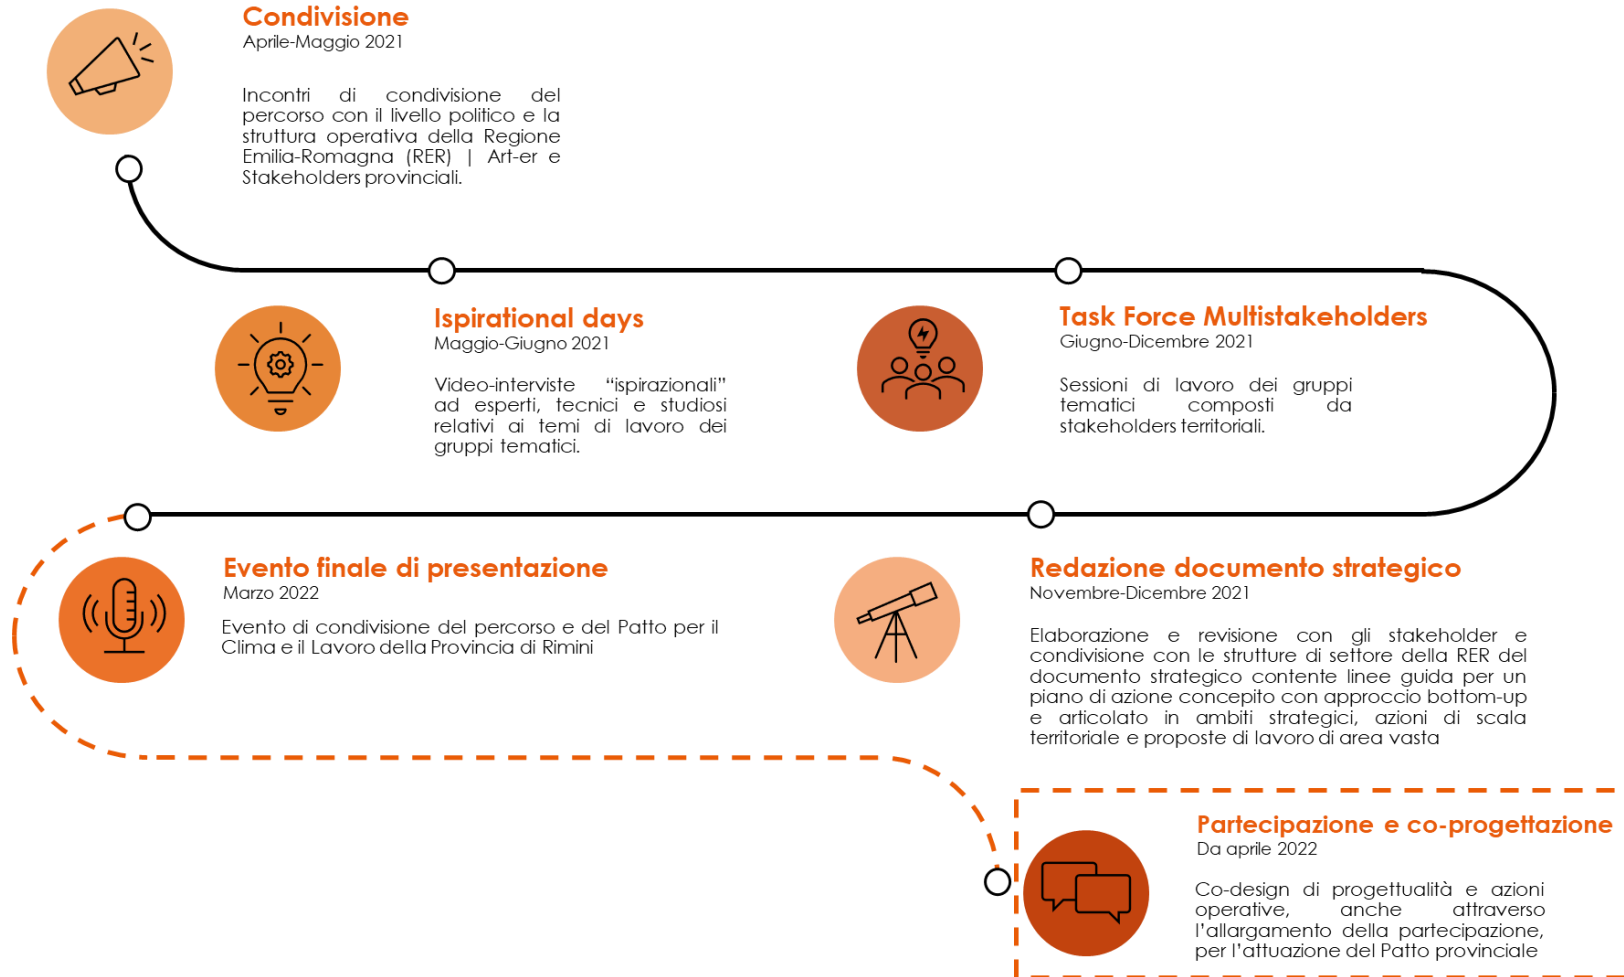 Condivisione
Aprile-Maggio 2021
Incontri di condivisione del
percorso con il livello politico e la
struttura operativa della Regione
Emilia-Romagna (RER) | Art-er e
Stakeholders provinciali.
Ispirational days
Maggio-Giugno 2021
Video-interviste “ispirazionali”
ad esperti, tecnici e studiosi
relativi ai temi di lavoro dei
gruppi tematici.
Task Force Multistakeholders
Giugno-Dicembre 2021
Sessioni di lavoro dei gruppi
tematici composti da
stakeholders territoriali.
Redazione documento strategico
Novembre-Dicembre 2021
Elaborazione e revisione con gli stakeholder e
condivisione con le strutture di settore della RER del
documento strategico contente linee guida per un
piano di azione concepito con approccio bottom-up
e articolato in ambiti strategici, azioni di scala
territoriale e proposte di lavoro di area vasta
Evento finale di presentazione
Marzo 2022
Evento di condivisione del percorso e del Patto per il
Clima e il Lavoro della Provincia di Rimini
Partecipazione e co-progettazione
Da aprile 2022
Co-design di progettualità e azioni
operative, anche attraverso
l’allargamento della partecipazione,
per l’attuazione del Patto provinciale